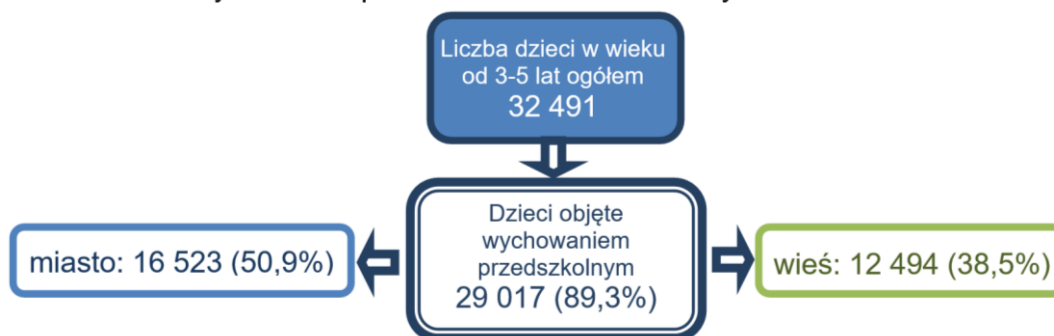 Liczba dzieci w wieku
od 3-5 lat ogółem
32 491
Dzieci objęte
wychowaniem
przedszkolnym
29 017 (89,3%)
miasto: 16 523 (50,9%)
wieś: 12 494 (38,5%)